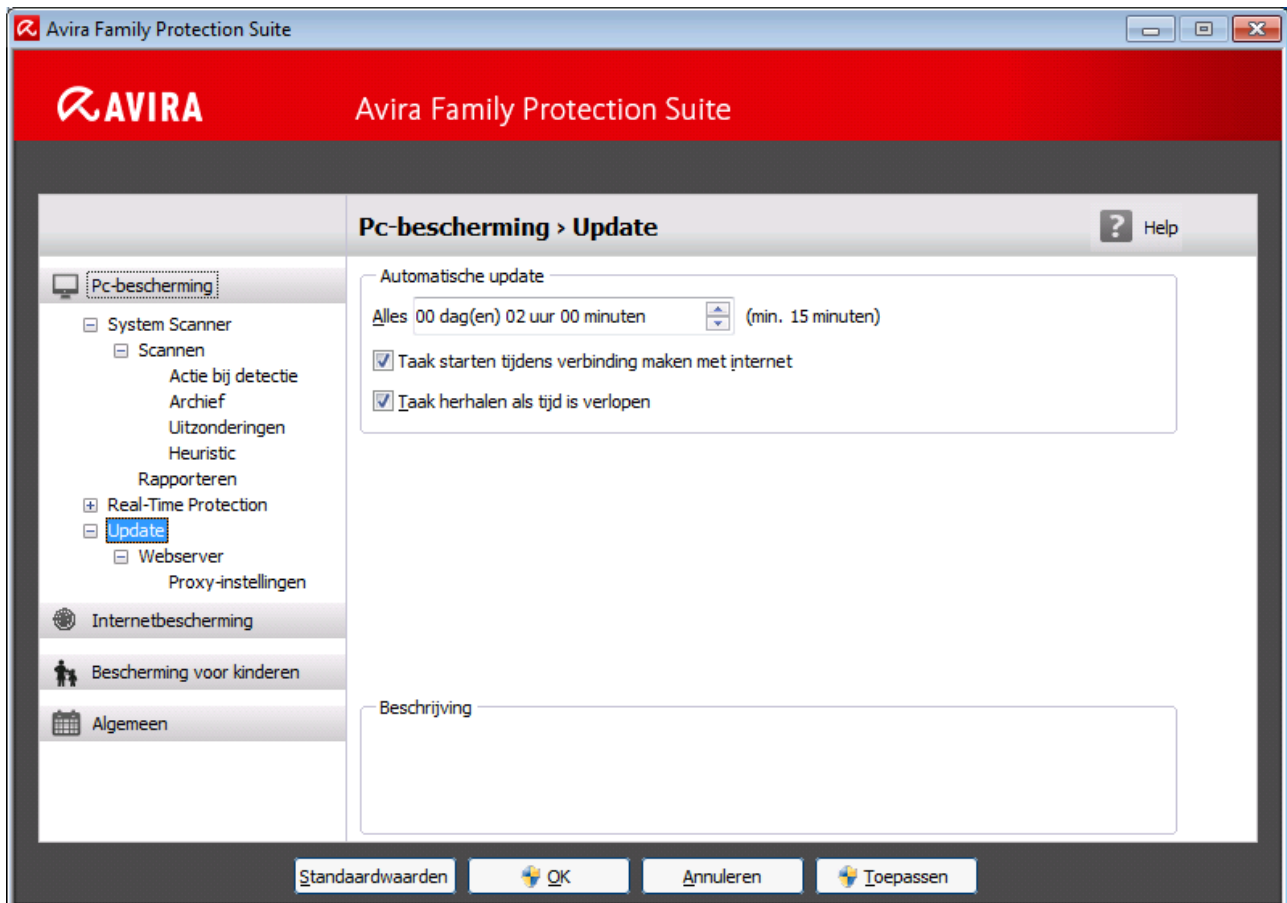 Avira Family Protection Suite
AVIRA
Avira Family Protection Suite
Pc-bescherming › Update
? Help
Pc-bescherming
System Scanner
Scannen
Actie bij detectie
Archief
Uitzonderingen
Heuristic
Rapporteren
Real-Time Protection
Update
Webserver
Proxy-instellingen
Internetbescherming
Bescherming voor kinderen
Algemeen
Automatische update
Alles 00 dag(en) 02 uur 00 minuten (min. 15 minuten)
Taak starten tijdens verbinding maken met internet
Taak herhalen als tijd is verlopen
Beschrijving
Standaardwaarden OK Annuleren Toepassen